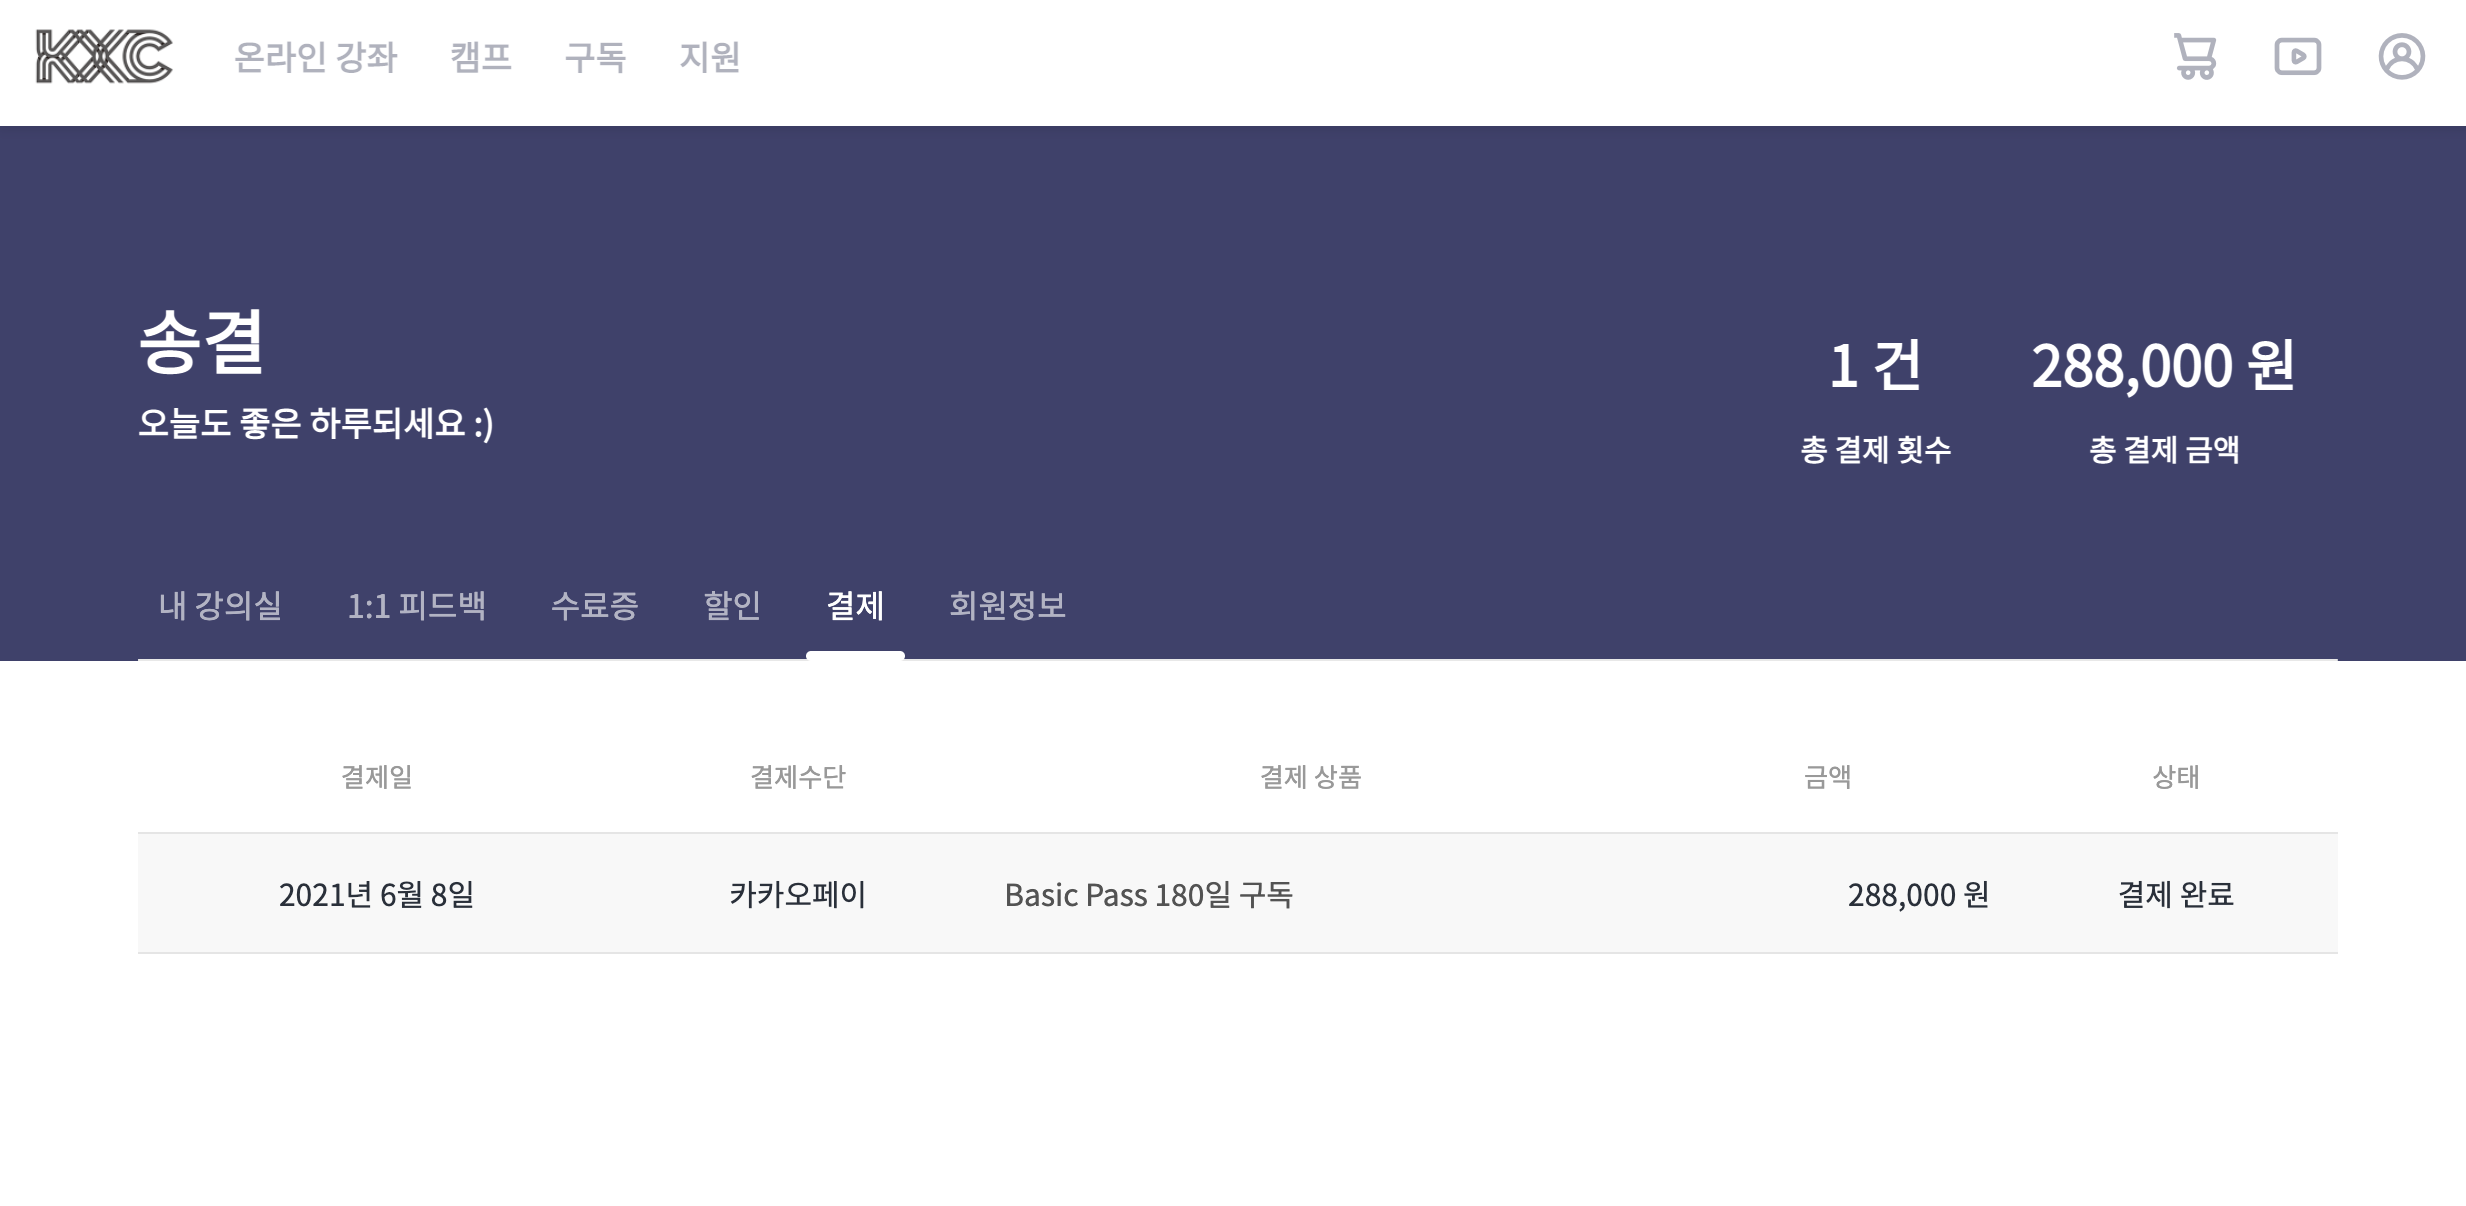 KXC
온라인 강좌 캠프 구독 지원
송결
오늘도 좋은 하루되세요 :)
1 건 288,000 원
총 결제 횟수 총 결제 금액
내 강의실 1:1 피드백 수료증 할인 결제 회원정보
결제일 결제수단 결제 상품 금액 상태
2021년 6월 8일 카카오페이 Basic Pass 180일 구독 288,000 원 결제 완료